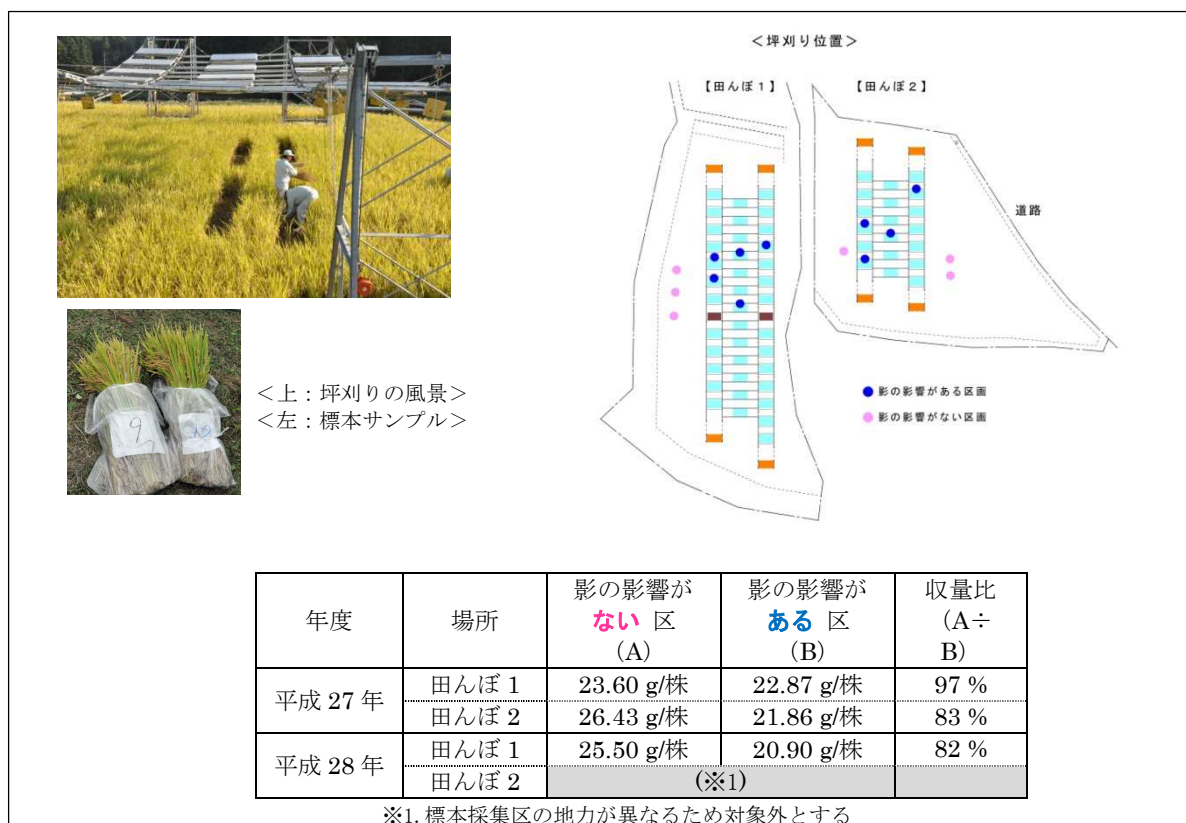 ＜坪刈り位置＞
【田んぼ１】
【田んぼ２】
道路
● 影の影響がある区画
● 影の影響がない区画
＜上：坪刈りの風景＞
＜左：標本サンプル＞
9
年度 場所 影の影響が ない 区 (A) 影の影響が ある 区 (B) 収量比 (A÷B)
平成 27 年 田んぼ 1 23.60 g/株 22.87 g/株 97 %
田んぼ 2 26.43 g/株 21.86 g/株 83 %
平成 28 年 田んぼ 1 25.50 g/株 20.90 g/株 82 %
田んぼ 2 (※1)
※1. 標本採集区の地力が異なるため対象外とする